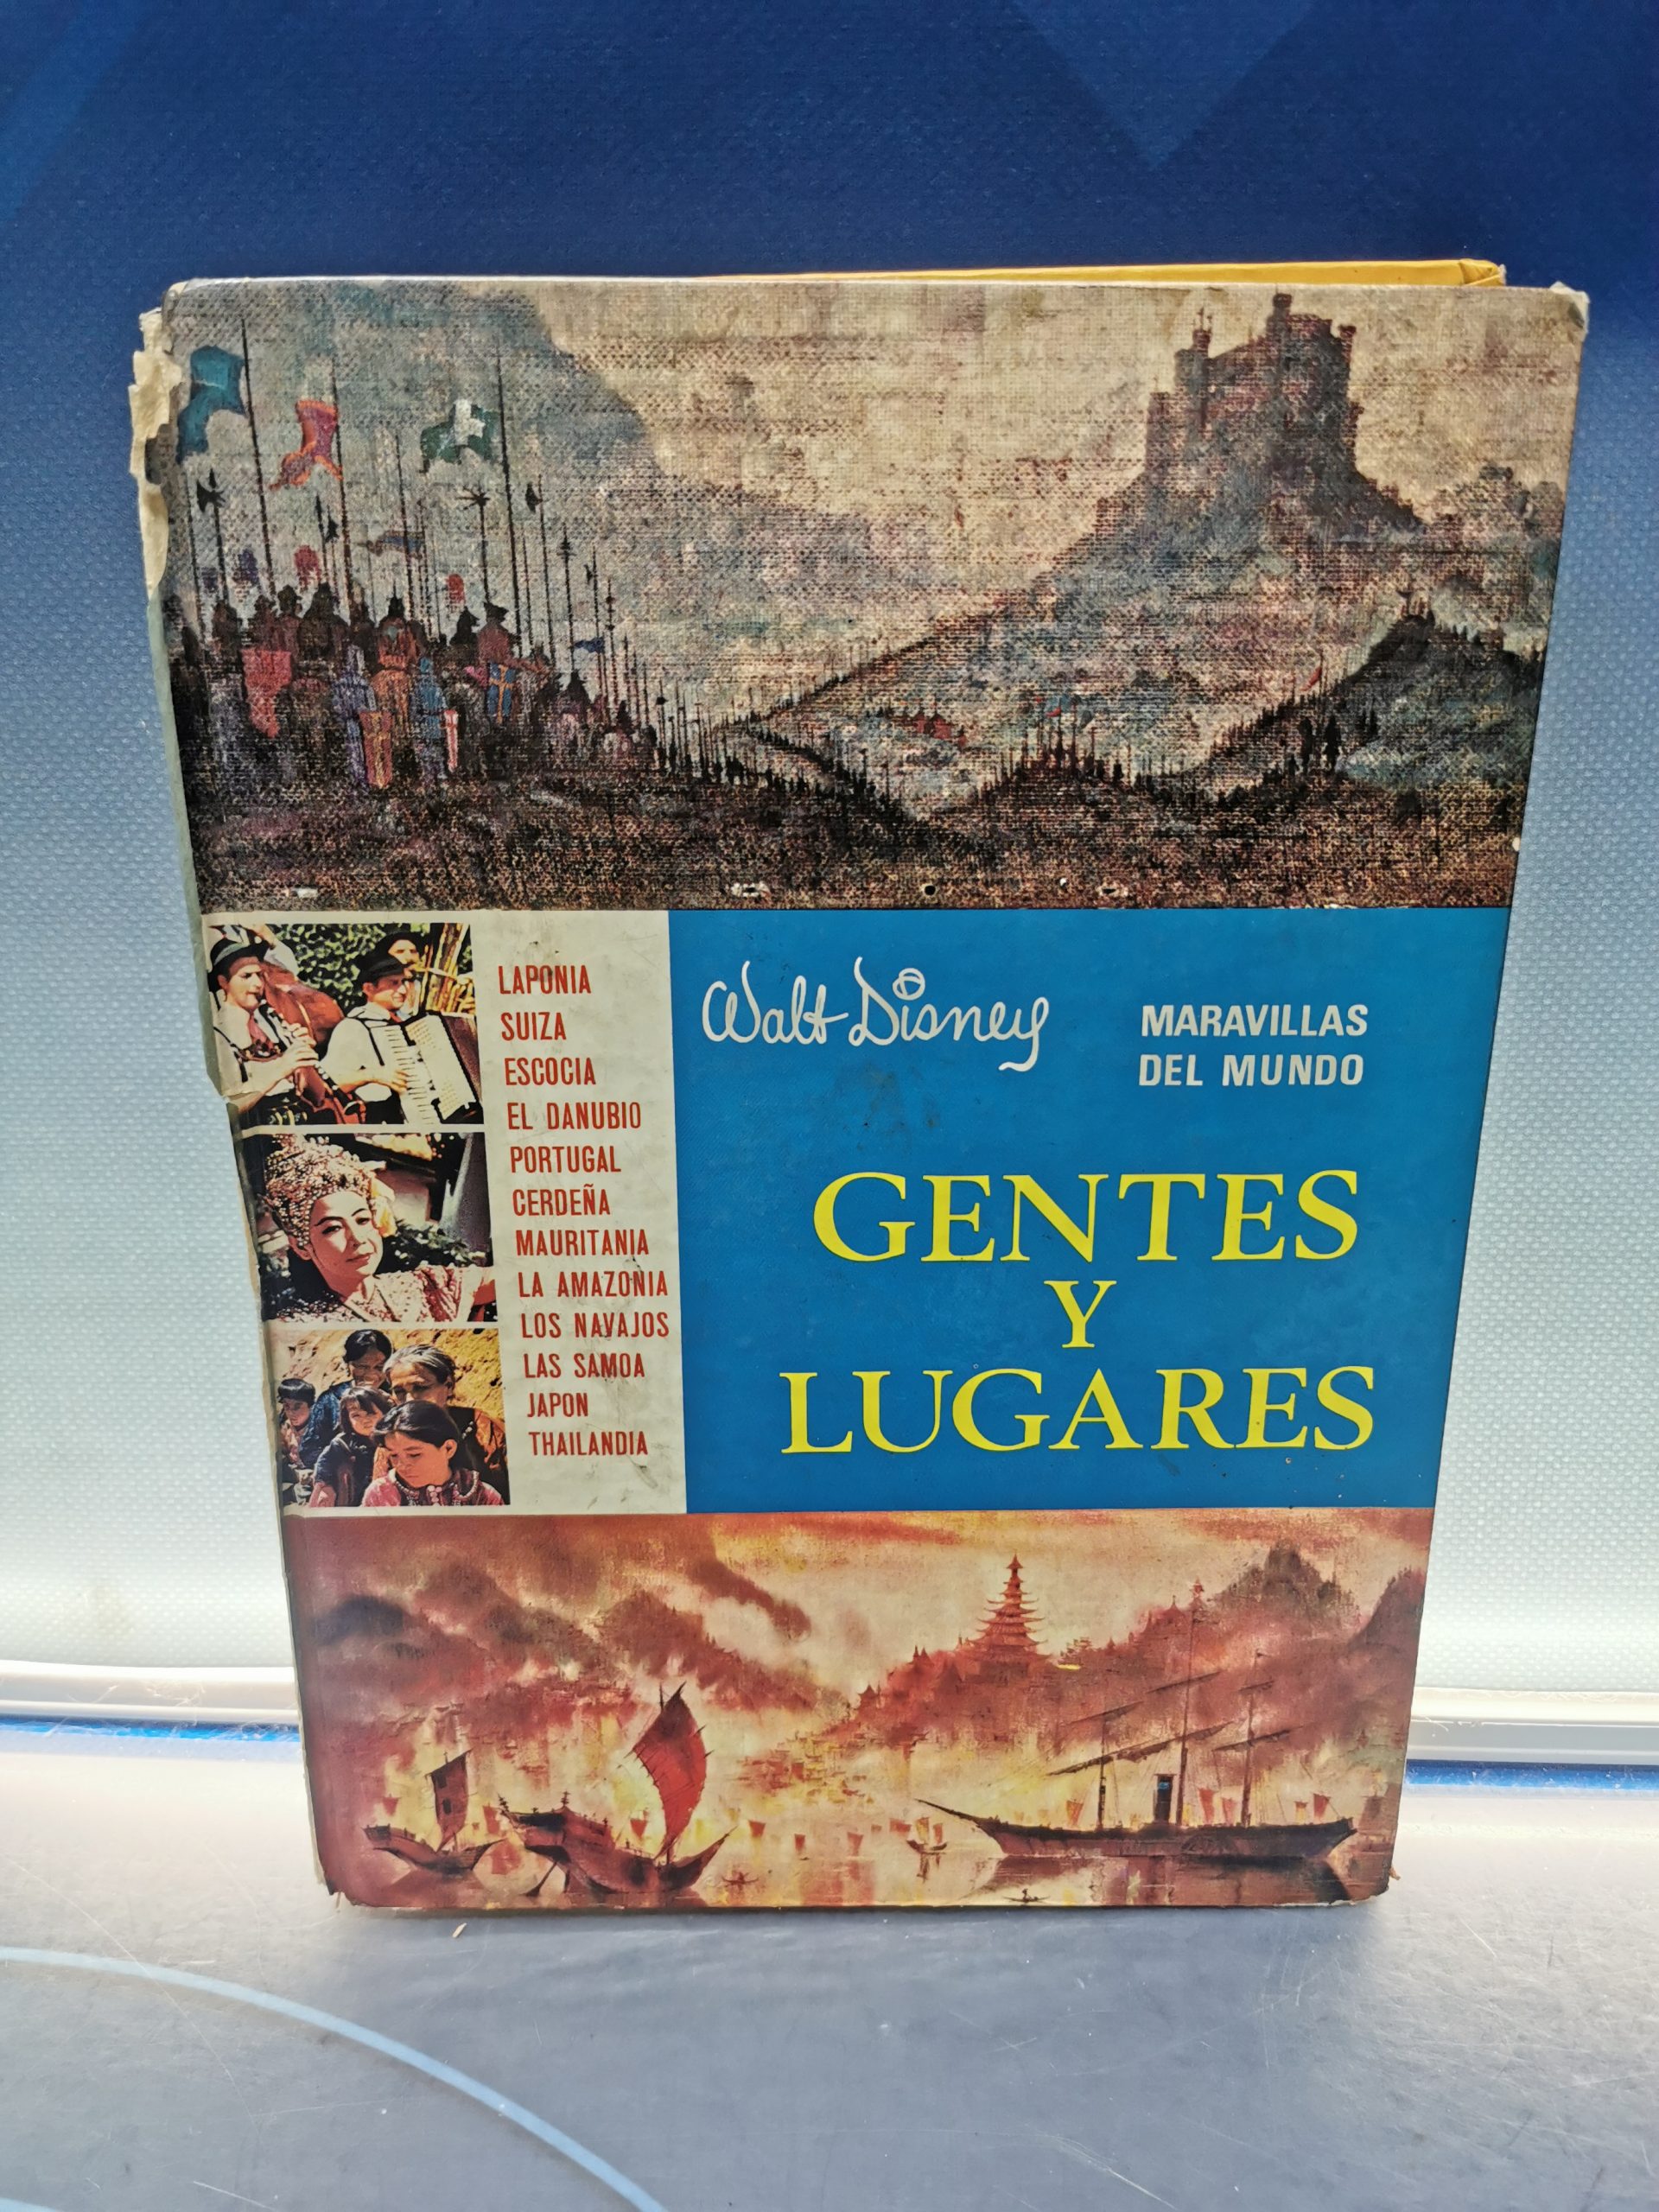 LAPONIA
SUIZA
ESCOCIA
EL DANUBIO
PORTUGAL
CERDEÑA
MAURITANIA
LA AMAZONIA
LOS NAVAJOS
LAS SAMOA
JAPON
THAILANDIA
Walt Disney
MARAVILLAS
DEL MUNDO
GENTES
Y
LUGARES